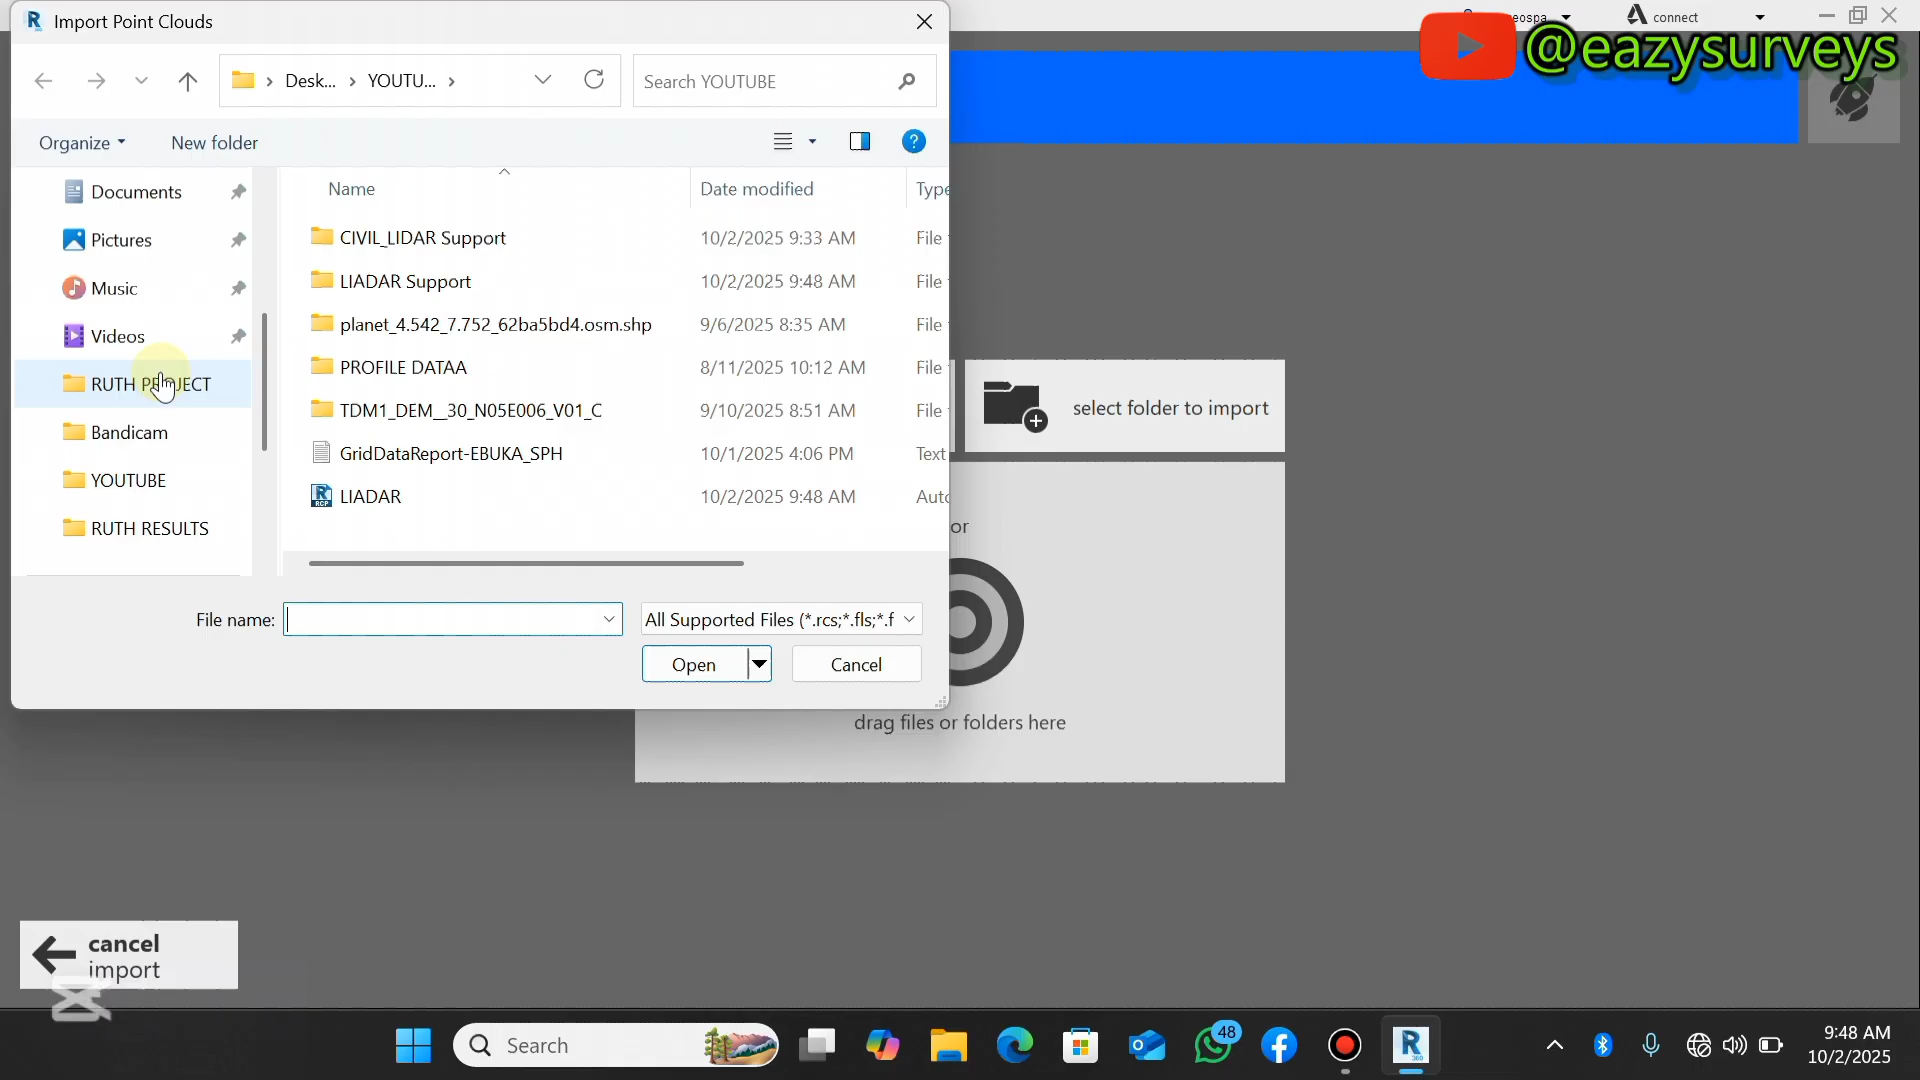 Import Point Clouds
connect
@eazysurveys
Desk... > YOUTU... >
Search YOUTUBE
Organize
New folder
Documents
Pictures
Music
Videos
RUTH PROJECT
Bandicam
YOUTUBE
RUTH RESULTS
Name
Date modified
CIVIL_LIDAR Support
10/2/2025 9:33 AM
File
LIADAR Support
10/2/2025 9:48 AM
File
planet_4.542_7.752_62ba5bd4.osm.shp
9/6/2025 8:35 AM
File
PROFILE DATAA
8/11/2025 10:12 AM
File
TDM1_DEM__30_N05E006_V01_C
9/10/2025 8:51 AM
File
GridDataReport-EBUKA_SPH
10/1/2025 4:06 PM
Text
LIADAR
10/2/2025 9:48 AM
File name:
All Supported Files (*.rcs;*.fls;*.f
Open
Cancel
select folder to import
or
drag files or folders here
cancel
import
Search
48
9:48 AM
10/2/2025